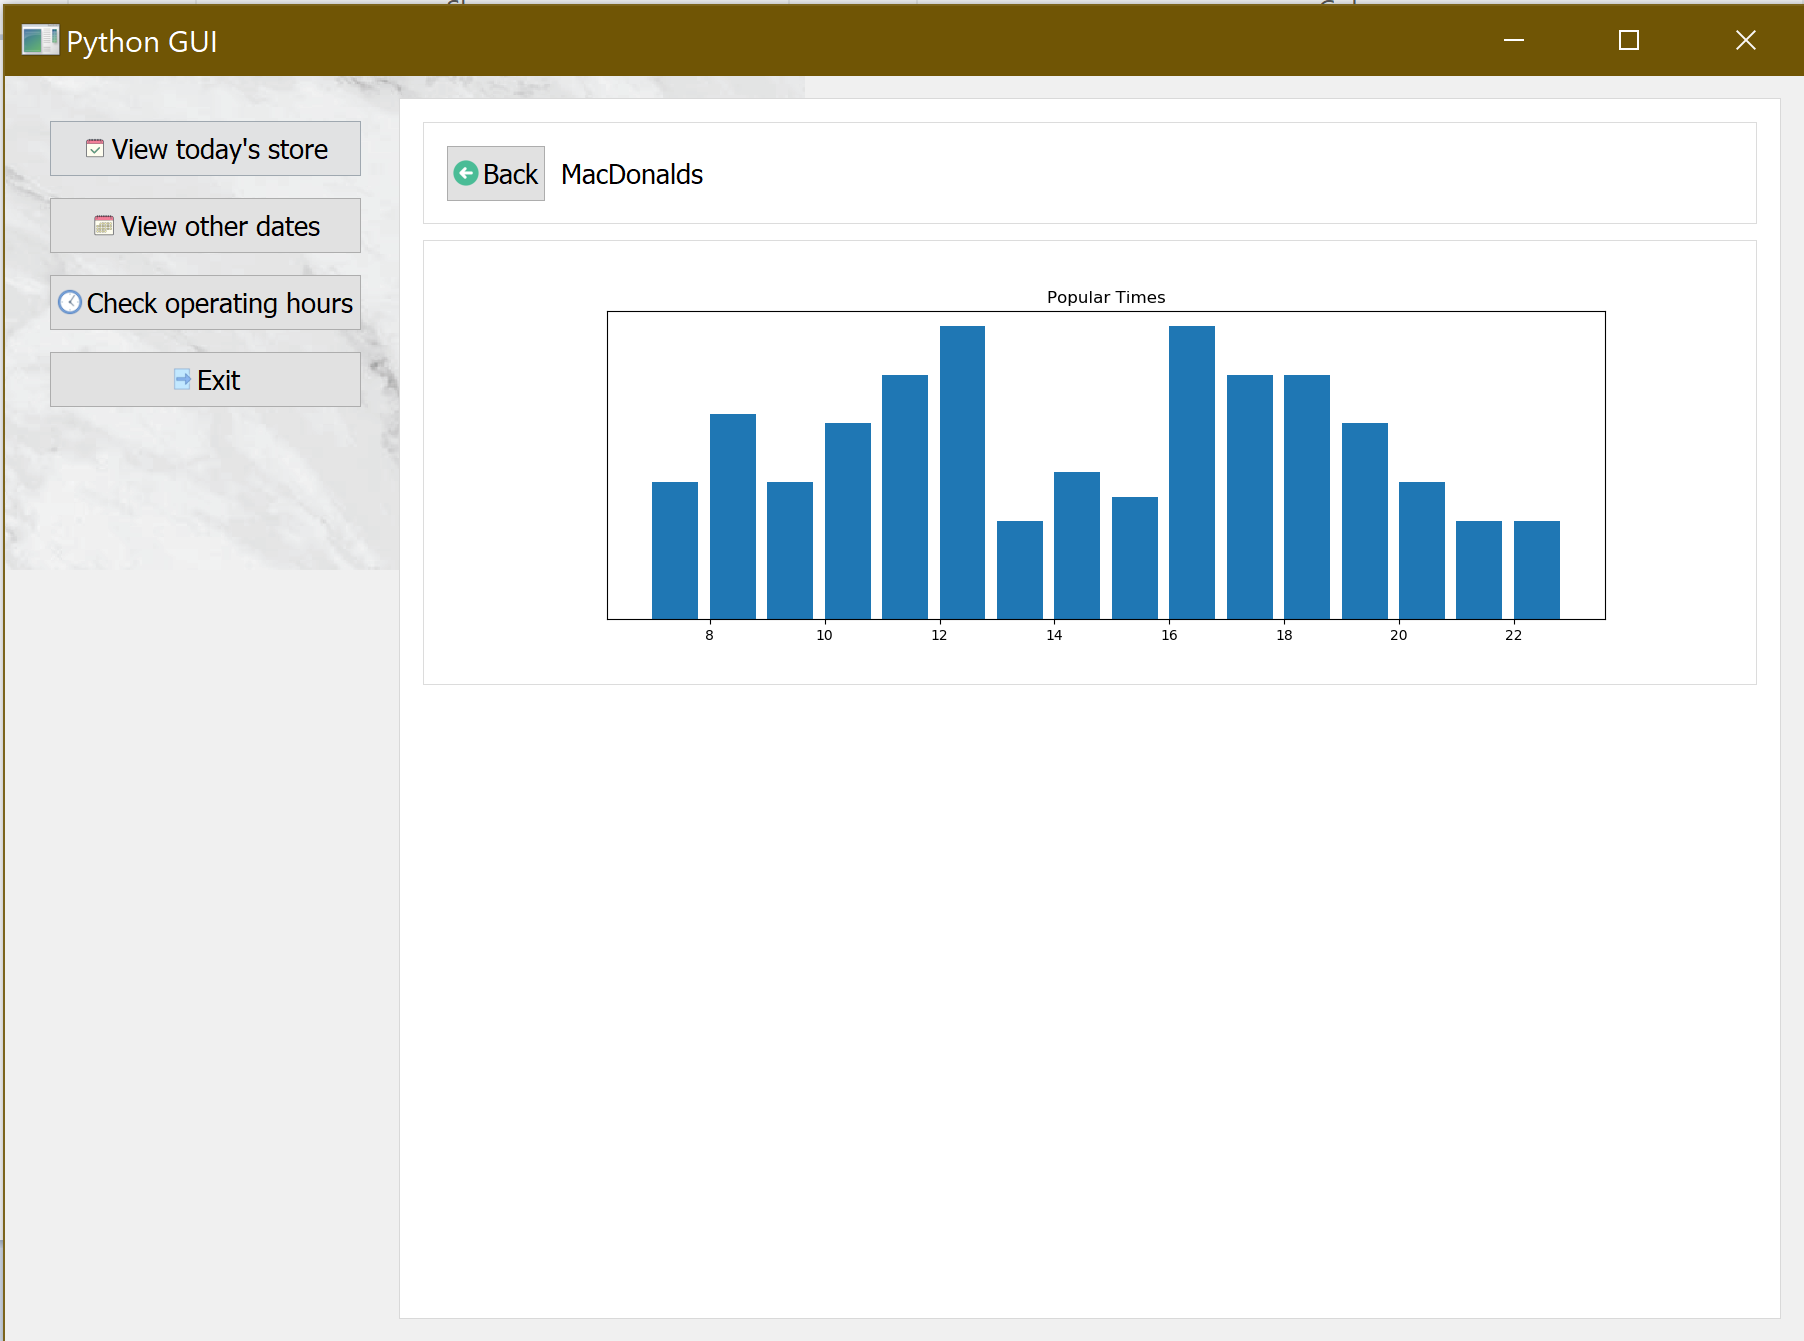 Python GUI
View today's store
View other dates
Check operating hours
Exit
Back MacDonalds
Popular Times
8 10 12 14 16 18 20 22